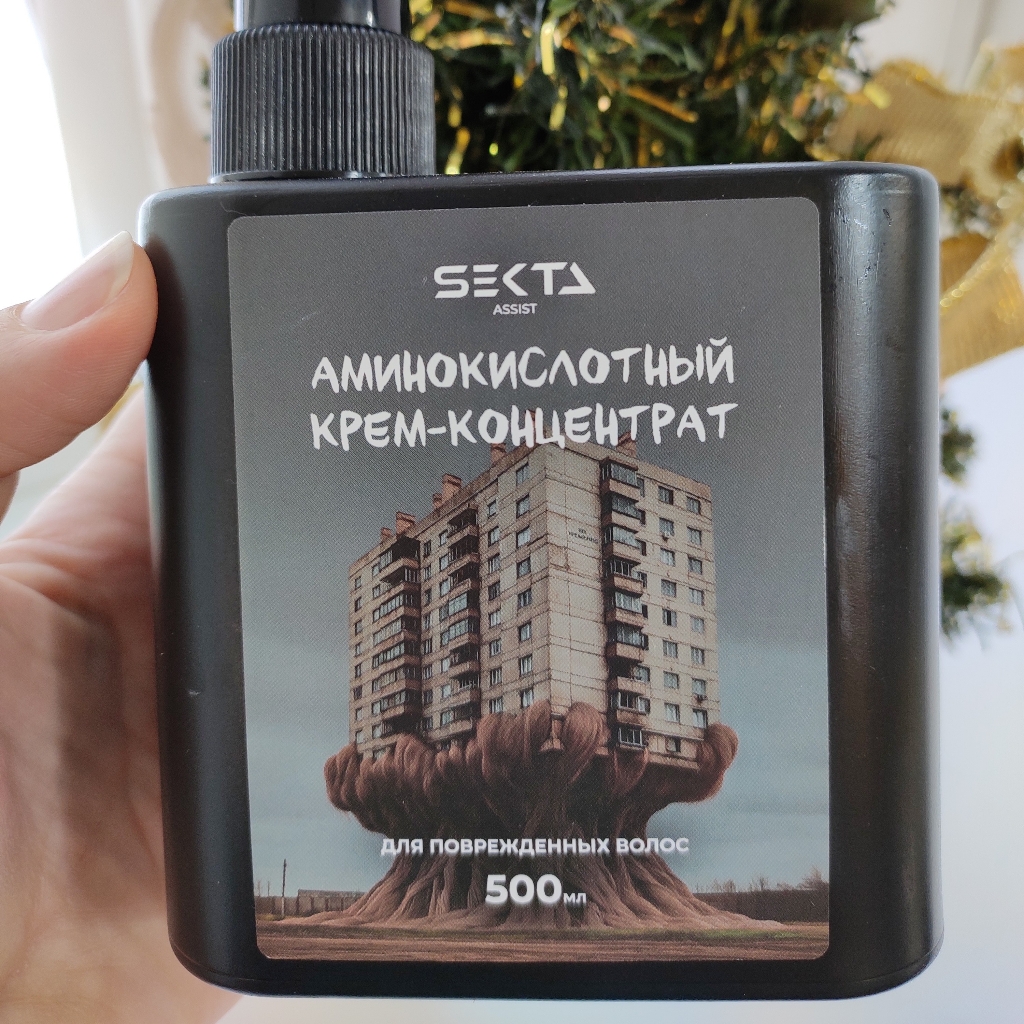 SEKTA
ASSIST
АМИНОКИСЛОТНЫЙ
КРЕМ-КОНЦЕНТРАТ
ДЛЯ ПОВРЕЖДЕННЫХ ВОЛОС
500мл